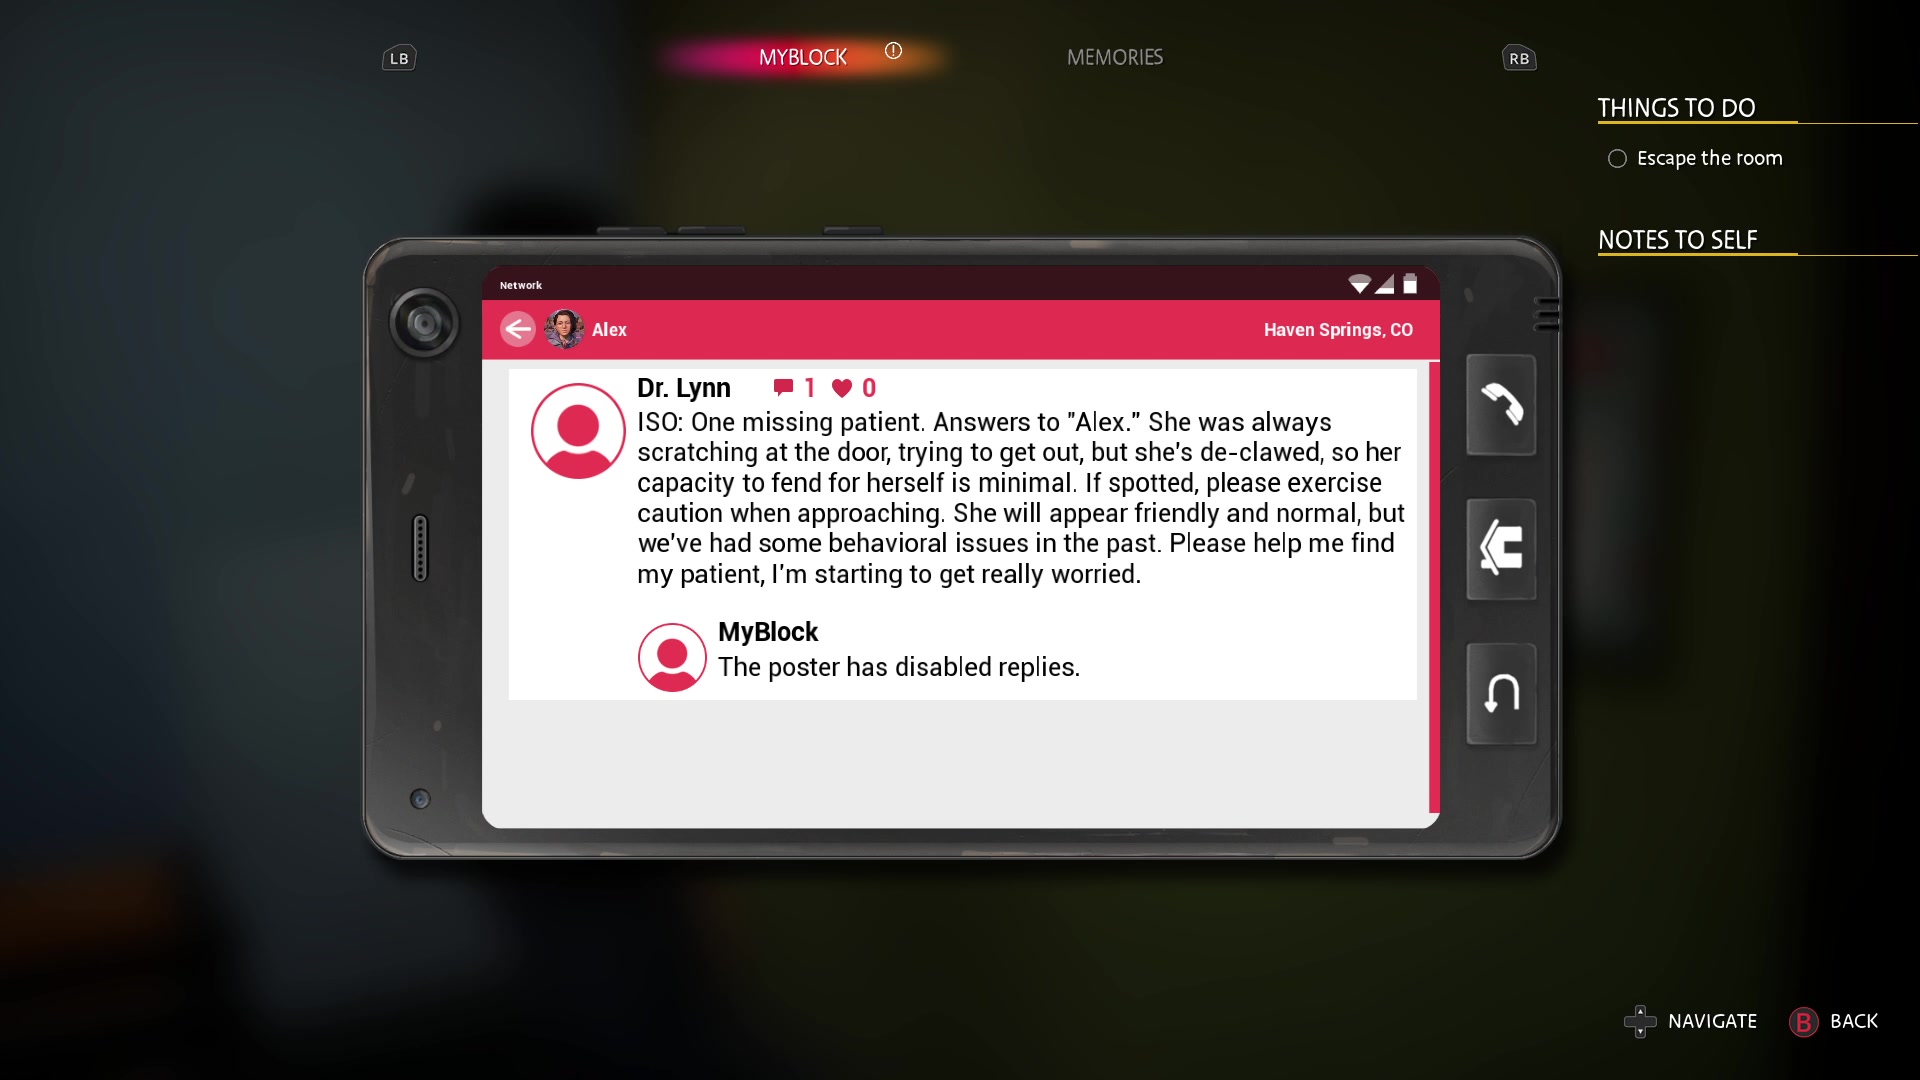 LB
MYBLOCK
MEMORIES
RB
THINGS TO DO
Escape the room
NOTES TO SELF
Network
Alex
Haven Springs, CO
Dr. Lynn 1 0
ISO: One missing patient. Answers to "Alex." She was always
scratching at the door, trying to get out, but she's de-clawed, so her
capacity to fend for herself is minimal. If spotted, please exercise
caution when approaching. She will appear friendly and normal, but
we've had some behavioral issues in the past. Please help me find
my patient, I'm starting to get really worried.
MyBlock
The poster has disabled replies.
NAVIGATE
B BACK